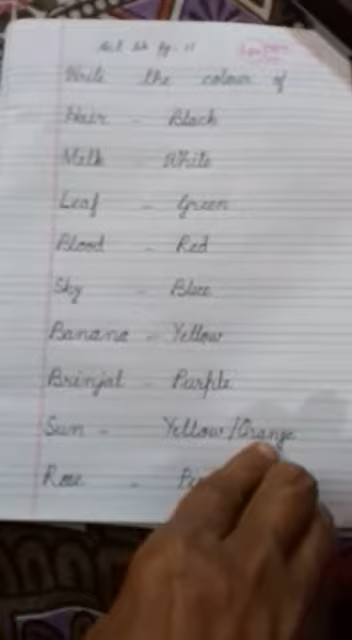 Write the colour of
Hair - Black
Milk - White
Leaf - Green
Blood - Red
Sky - Blue
Banana - Yellow
Brinjal - Purple
Sun - Yellow/Orange
Rose -